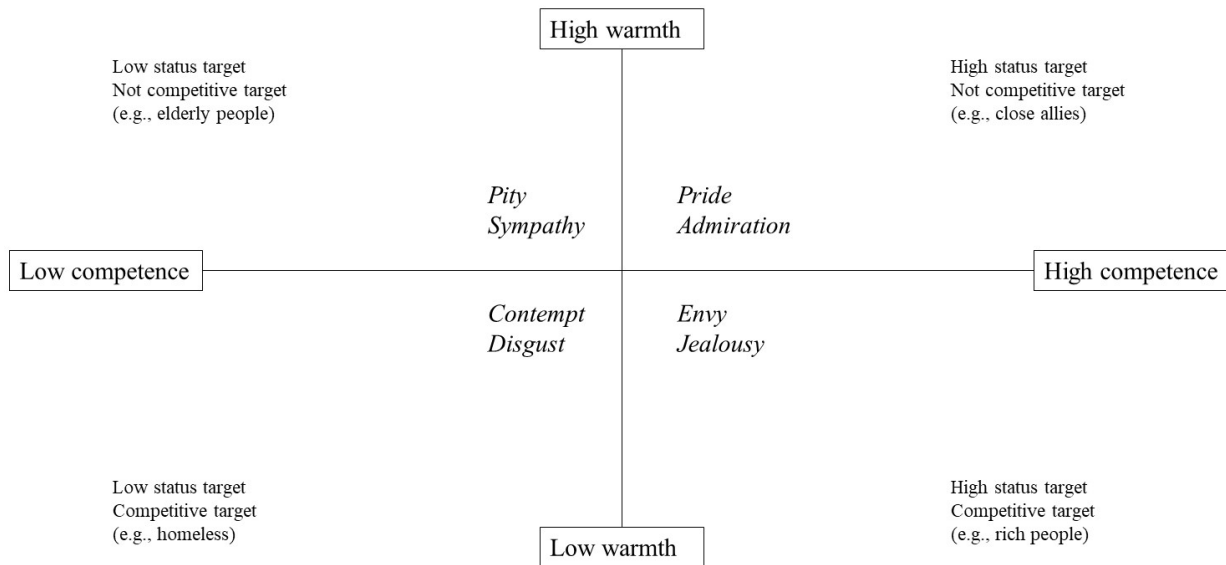 High warmth
Low status target
Not competitive target
(e.g., elderly people)
High status target
Not competitive target
(e.g., close allies)
Pity
Sympathy
Pride
Admiration
Low competence
High competence
Contempt
Disgust
Envy
Jealousy
Low status target
Competitive target
(e.g., homeless)
High status target
Competitive target
(e.g., rich people)
Low warmth